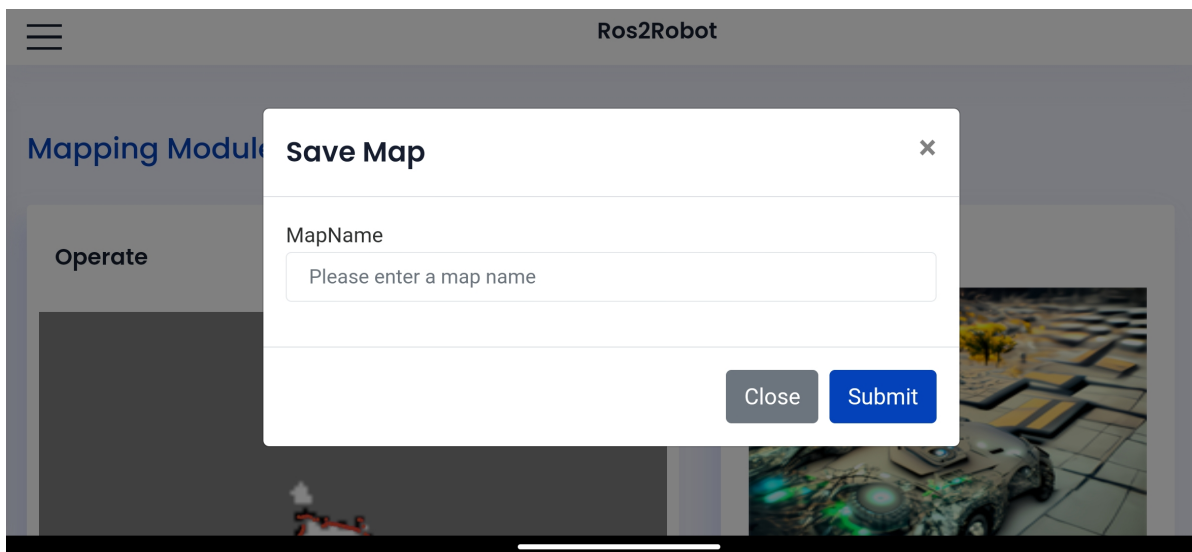 Ros2Robot
Mapping Module
Save Map
×
MapName
Please enter a map name
Operate
Close
Submit